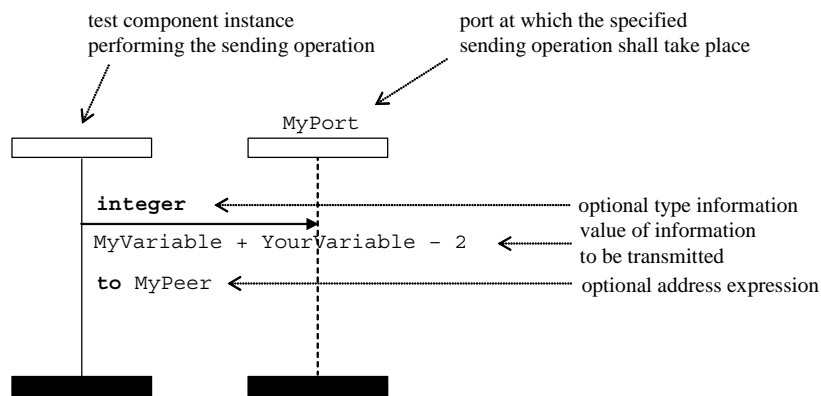 test component instance
performing the sending operation
port at which the specified
sending operation shall take place
MyPort
integer
optional type information
MyVariable + YourVariable – 2
value of information
to be transmitted
to MyPeer
optional address expression